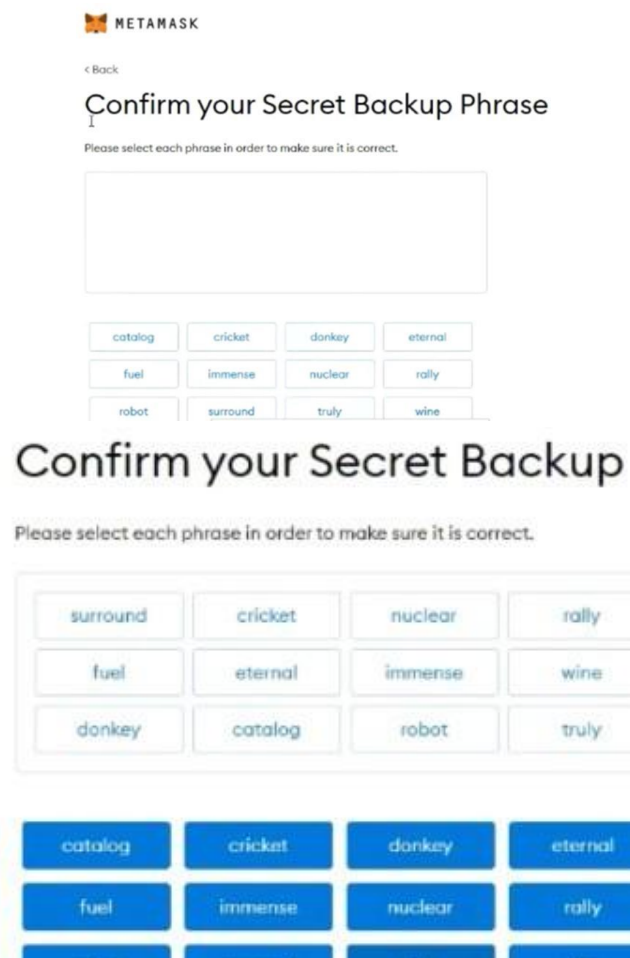 METAMASK
< Back
Confirm your Secret Backup Phrase
Please select each phrase in order to make sure it is correct.
catalog cricket donkey eternal
fuel immense nuclear rally
robot surround truly wine
Confirm your Secret Backup
Please select each phrase in order to make sure it is correct.
surround cricket nuclear rally
fuel eternal immense wine
donkey catalog robot truly
catalog cricket donkey eternal
fuel immense nuclear rally